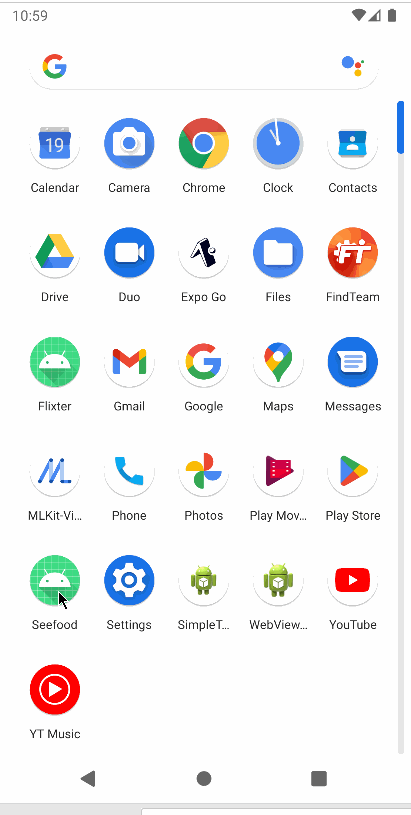 10:59
Calendar Camera Chrome Clock Contacts
19
Drive Duo Expo Go Files FindTeam
FT
Flixter Gmail Google Maps Messages
MLKit-Vi... Phone Photos Play Mov... Play Store
Seefood Settings SimpleT... WebView... YouTube
YT Music